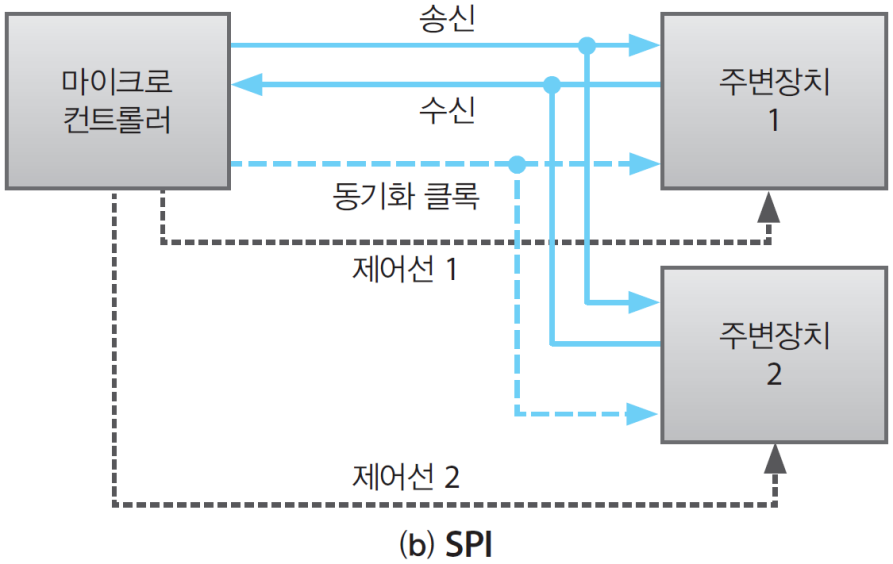 송신
마이크로
컨트롤러
주변장치
1
수신
동기화 클록
제어선 1
주변장치
2
제어선 2
(b) SPI